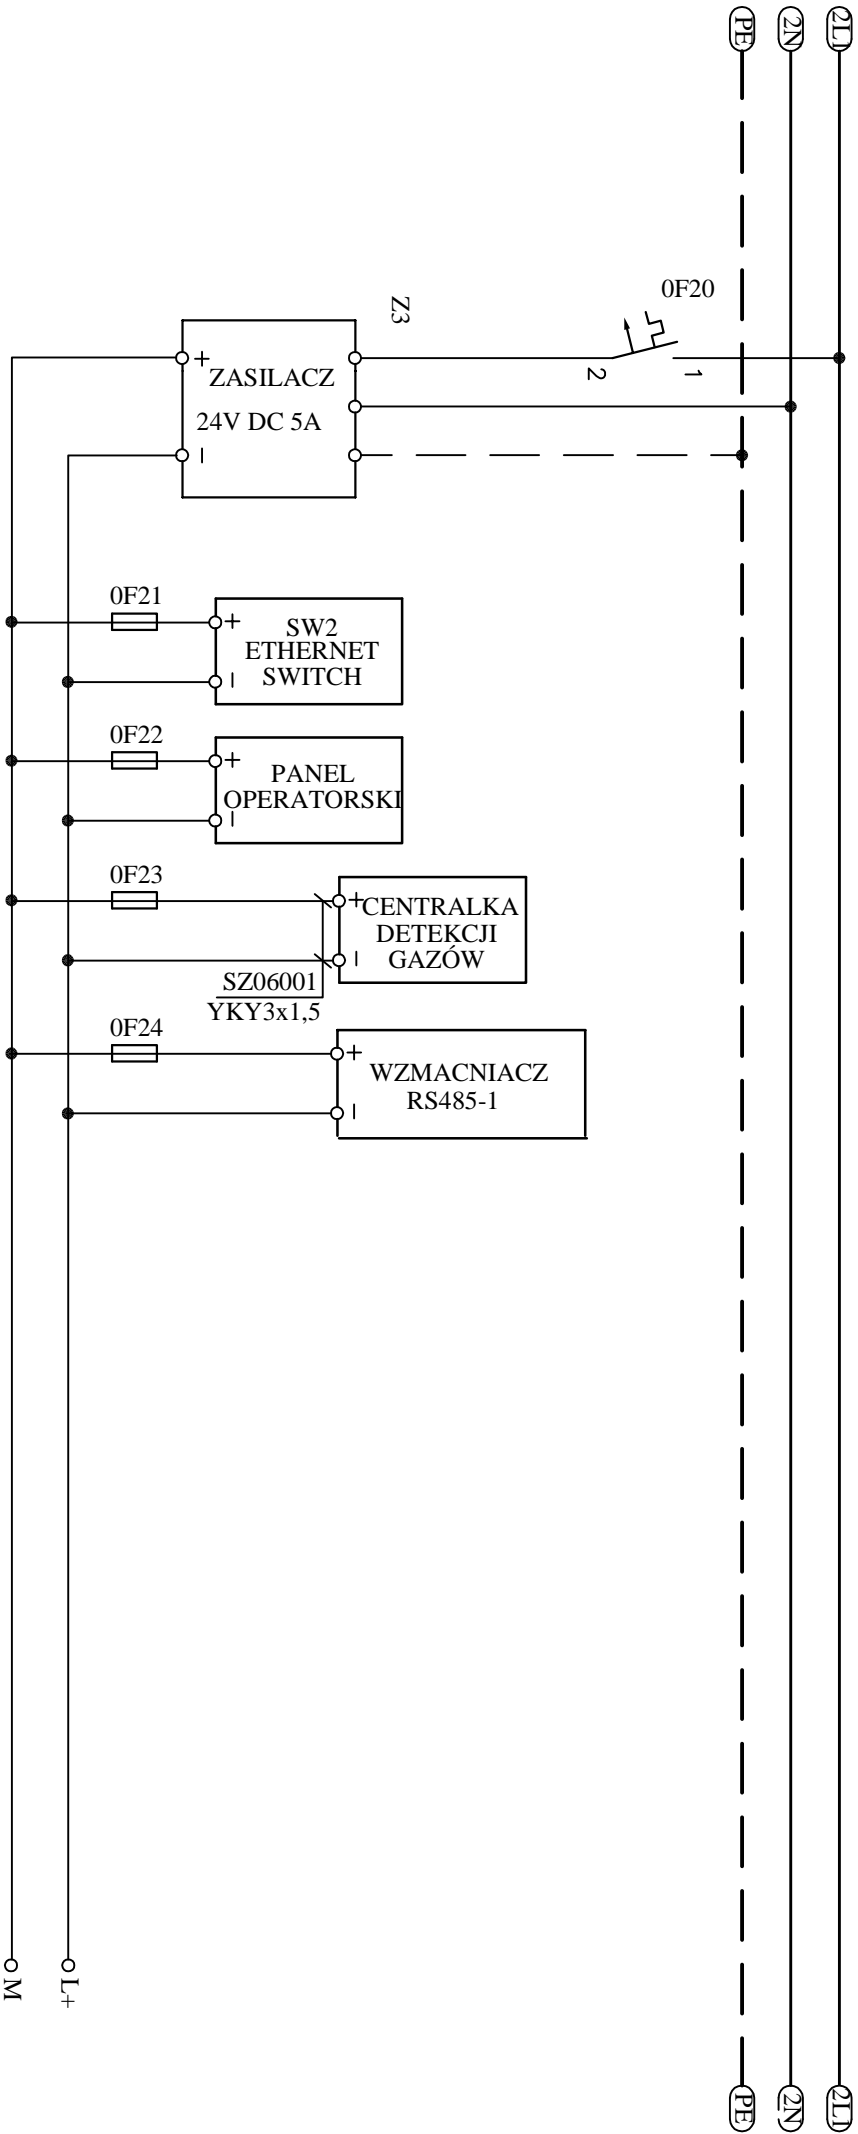 PE
2N
2L1
0F20
Z3
1
2
+
ZASILACZ
24V DC 5A
−
0F21
+
SW2
ETHERNET
SWITCH
−
0F22
+
PANEL
OPERATORSKI
−
0F23
+
CENTRALKA
DETEKCJI
GAZÓW
−
SZ06001
YKY3x1,5
0F24
+
WZMACNIACZ
RS485-1
−
L+
M
PE
2N
2L1